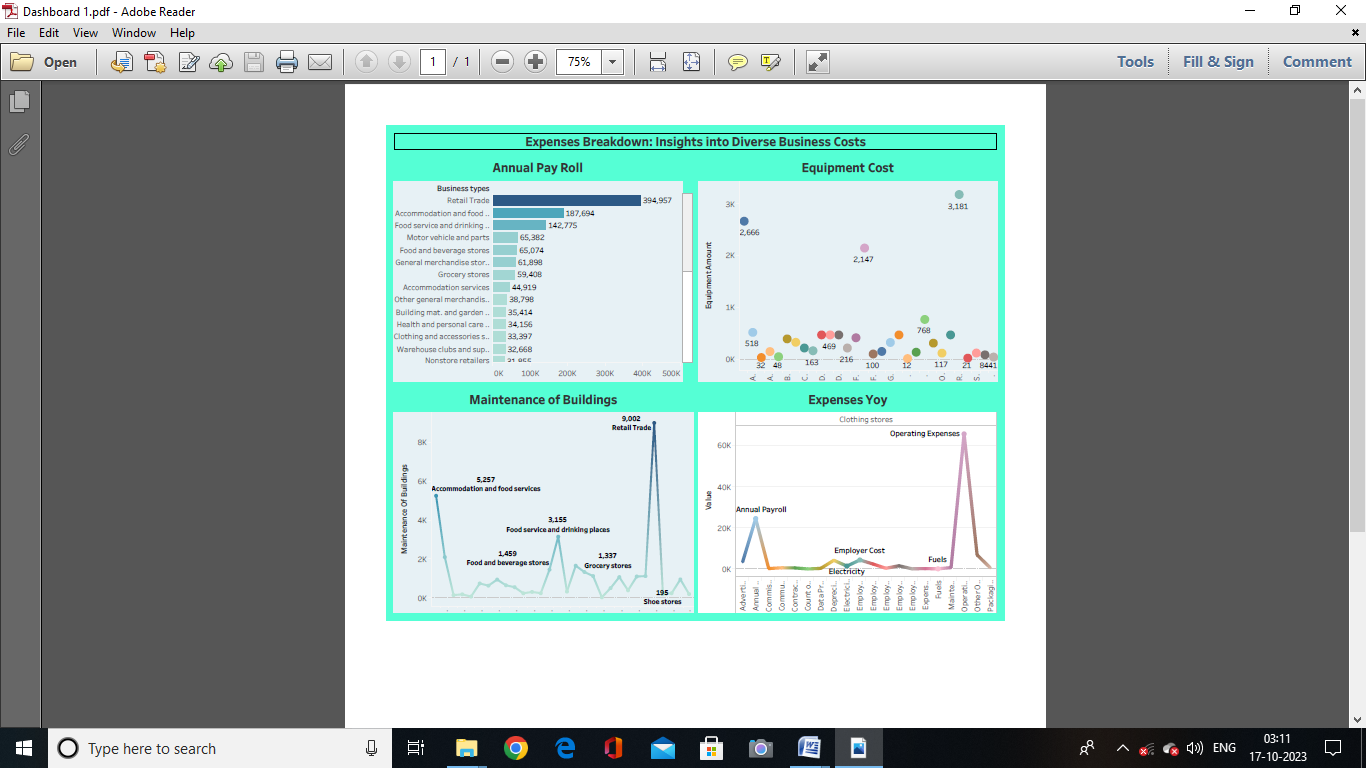 Dashboard 1.pdf - Adobe Reader
File Edit View Window Help
Open 1 / 1 75% Tools Fill & Sign Comment
Expenses Breakdown: Insights into Diverse Business Costs
Annual Pay Roll
Business types
Retail Trade 394,957
Accommodation and food .. 187,694
Food service and drinking .. 142,775
Motor vehicle and parts 65,382
Food and beverage stores 65,074
General merchandise stor.. 61,898
Grocery stores 59,408
Accommodation services 44,919
Other general merchandis.. 38,798
Building mat. and garden .. 35,414
Health and personal care .. 34,156
Clothing and accessories s.. 33,397
Warehouse clubs and sup.. 32,668
Nonstore retailers 31,855
0K 100K 200K 300K 400K 500K
Equipment Cost
Equipment Amount
3K
2K
1K
0K
3,181
2,666
2,147
768
518
469
163
216
32 48 100 12 117 21 8441
A.. A.. B.. C.. D.. D.. F.. F.. G.. O.. R.. S..
Maintenance of Buildings
Maintenance Of Buildings
8K
6K
4K
2K
0K
9,002
Retail Trade
5,257
Accommodation and food services
3,155
Food service and drinking places
1,459
Food and beverage stores
1,337
Grocery stores
195
Shoe stores
Expenses Yoy
Clothing stores
Value
60K
40K
20K
0K
Operating Expenses
Annual Payroll
Employer Cost
Electricity
Fuels
Adverti..
Annual ..
Commis..
Commu..
Contrac..
Count o..
Data Pr..
Depreci..
Electrici..
Employ..
Employ..
Employ..
Employ..
Employ..
Expens..
Fuels
Mainte..
Operati..
Other O..
Packagi..
Type here to search
ENG
03:11
17-10-2023